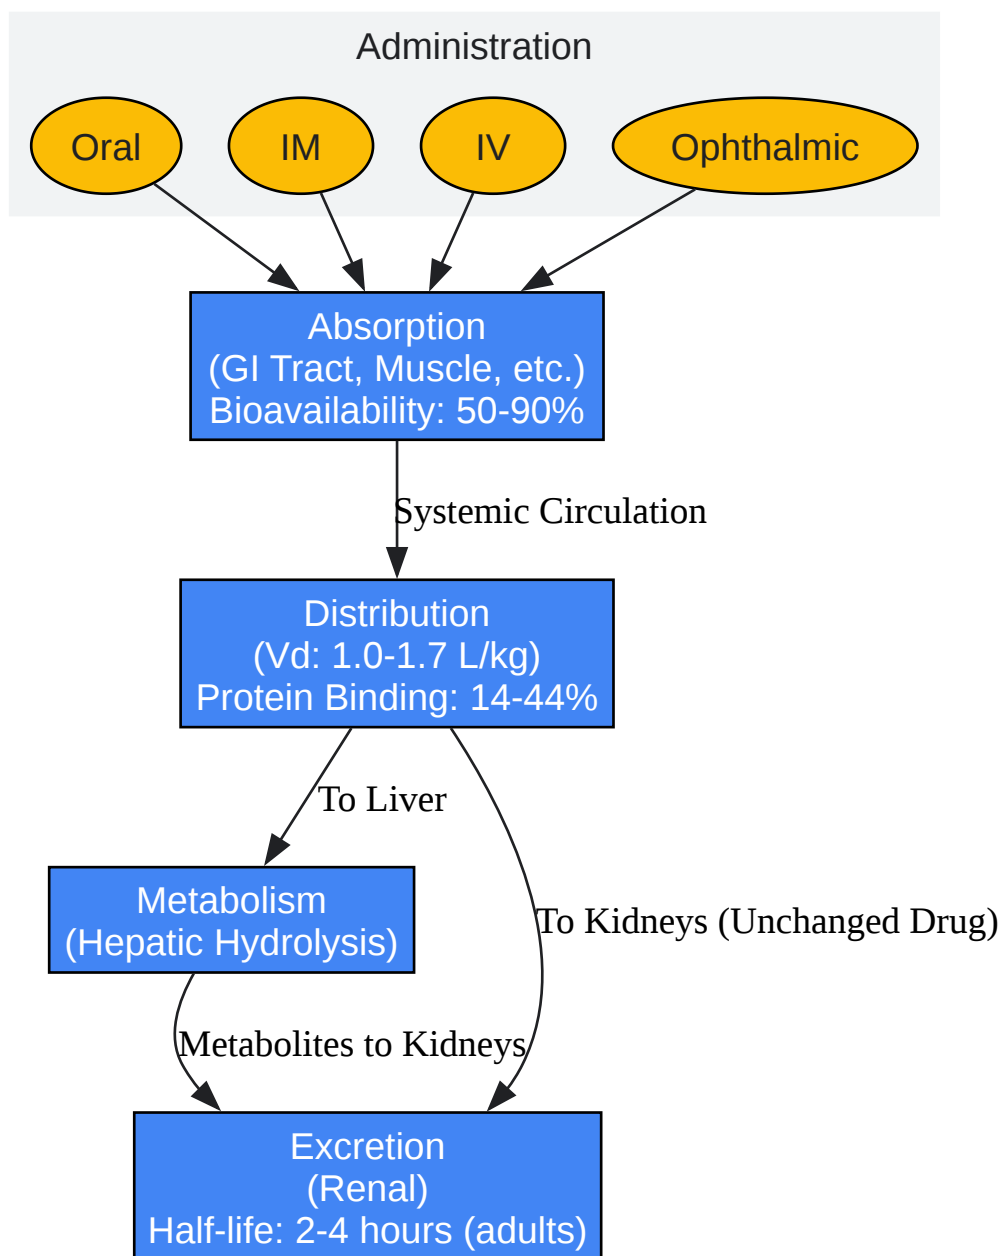 Administration
Oral
IM
IV
Ophthalmic
Absorption
(GI Tract, Muscle, etc.)
Bioavailability: 50-90%
Systemic Circulation
Distribution
(Vd: 1.0-1.7 L/kg)
Protein Binding: 14-44%
To Liver
Metabolism
(Hepatic Hydrolysis)
To Kidneys (Unchanged Drug)
Metabolites to Kidneys
Excretion
(Renal)
Half-life: 2-4 hours (adults)